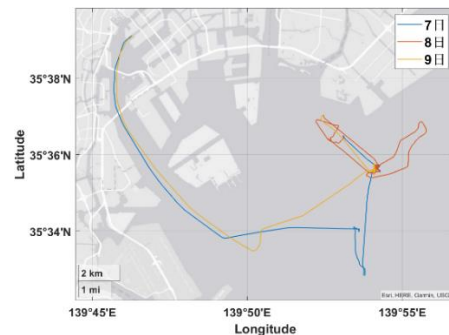 7日
8日
9日
35°38'N
35°36'N
35°34'N
Latitude
2 km
1 mi
Esri, HERE, Garmin, USGS
139°45'E
139°50'E
139°55'E
Longitude